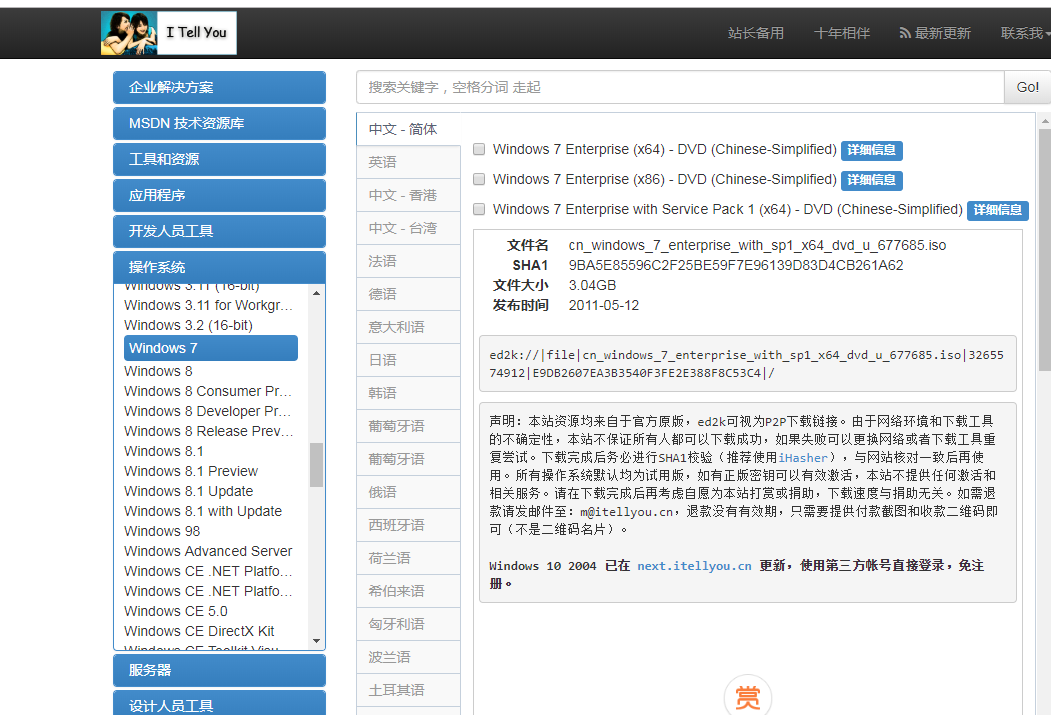 I Tell You
站长备用
十年相伴
最新更新
联系我
企业解决方案
MSDN 技术资源库
工具和资源
应用程序
开发人员工具
操作系统
Windows 3.11 (16-bit)
Windows 3.11 for Workgr…
Windows 3.2 (16-bit)
Windows 7
Windows 8
Windows 8 Consumer Pr…
Windows 8 Developer Pr…
Windows 8 Release Prev…
Windows 8.1
Windows 8.1 Preview
Windows 8.1 Update
Windows 8.1 with Update
Windows 98
Windows Advanced Server
Windows CE .NET Platfo…
Windows CE .NET Platfo…
Windows CE 5.0
Windows CE DirectX Kit
Windows CE Toolkit Visu…
服务器
设计人员工具
搜索关键字，空格分词 走起
Go!
中文 - 简体
英语
中文 - 香港
中文 - 台湾
法语
德语
意大利语
日语
韩语
葡萄牙语
葡萄牙语
俄语
西班牙语
荷兰语
希伯来语
匈牙利语
波兰语
土耳其语
Windows 7 Enterprise (x64) - DVD (Chinese-Simplified) 详细信息
Windows 7 Enterprise (x86) - DVD (Chinese-Simplified) 详细信息
Windows 7 Enterprise with Service Pack 1 (x64) - DVD (Chinese-Simplified) 详细信息
文件名 cn_windows_7_enterprise_with_sp1_x64_dvd_u_677685.iso
SHA1 9BA5E85596C2F25BE59F7E96139D83D4CB261A62
文件大小 3.04GB
发布时间 2011-05-12
ed2k://|file|cn_windows_7_enterprise_with_sp1_x64_dvd_u_677685.iso|32655
74912|E9DB2607EA3B3540F3FE2E388F8C53C4|/
声明：本站资源均来自于官方原版，ed2k可视为P2P下载链接。由于网络环境和下载工具
的不确定性，本站不保证所有人都可以下载成功，如果失败可以更换网络或者下载工具重
复尝试。下载完成后务必进行SHA1校验（推荐使用iHasher），与网站核对一致后再使
用。所有操作系统默认均为试用版，如有正版密钥可以有效激活，本站不提供任何激活和
相关服务。请在下载完成后再考虑自愿为本站打赏或捐助，下载速度与捐助无关。如需退
款请发邮件至：m@itellyou.cn，退款没有有效期，只需要提供付款截图和收款二维码即
可（不是二维码名片）。
Windows 10 2004 已在 next.itellyou.cn 更新，使用第三方帐号直接登录，免注
册。
赏